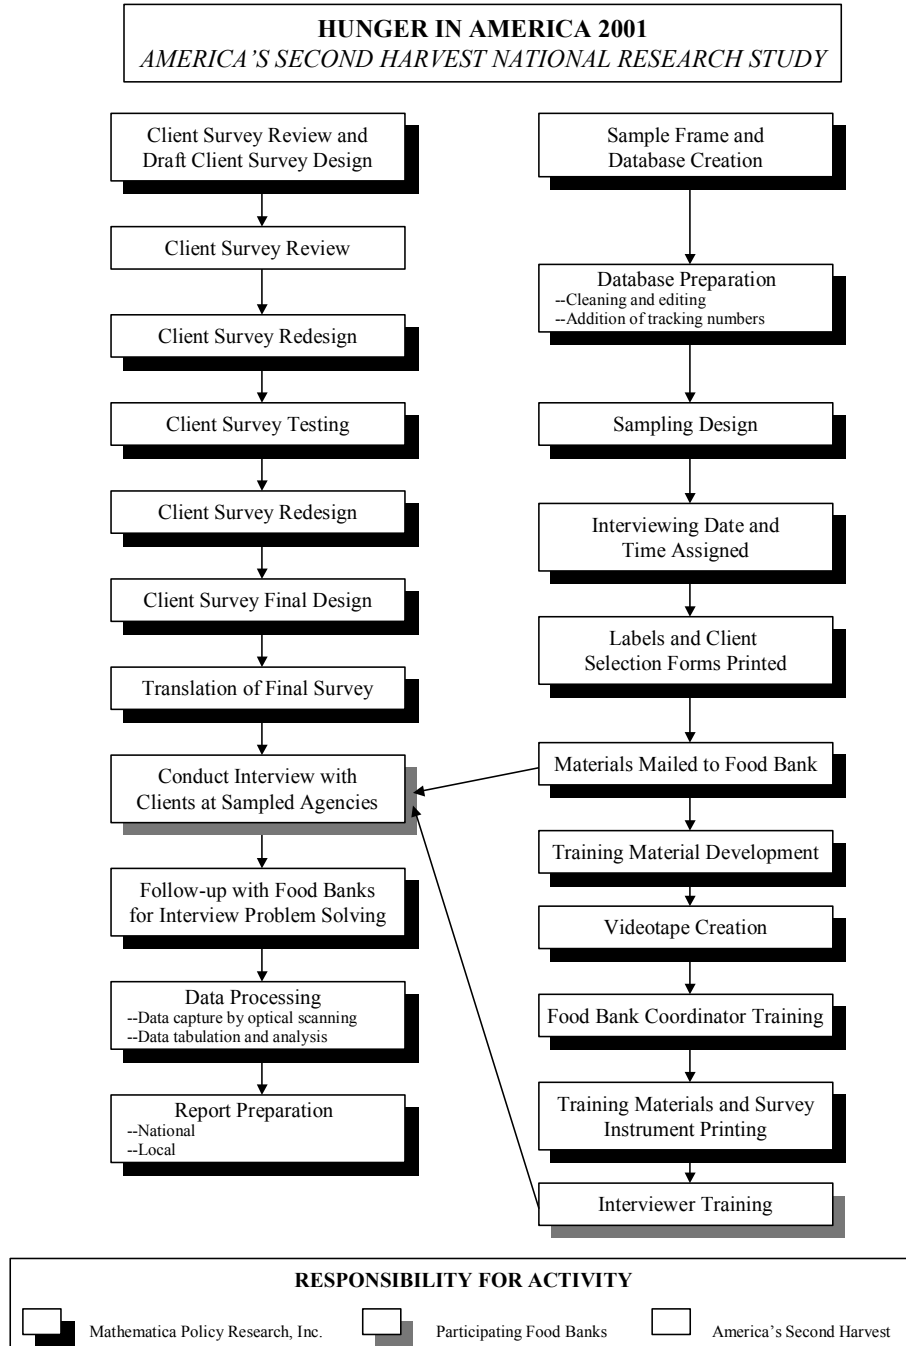 HUNGER IN AMERICA 2001
AMERICA'S SECOND HARVEST NATIONAL RESEARCH STUDY
Client Survey Review and
Draft Client Survey Design
Client Survey Review
Client Survey Redesign
Client Survey Testing
Client Survey Redesign
Client Survey Final Design
Translation of Final Survey
Conduct Interview with
Clients at Sampled Agencies
Follow-up with Food Banks
for Interview Problem Solving
Data Processing
--Data capture by optical scanning
--Data tabulation and analysis
Report Preparation
--National
--Local
Sample Frame and
Database Creation
Database Preparation
--Cleaning and editing
--Addition of tracking numbers
Sampling Design
Interviewing Date and
Time Assigned
Labels and Client
Selection Forms Printed
Materials Mailed to Food Bank
Training Material Development
Videotape Creation
Food Bank Coordinator Training
Training Materials and Survey
Instrument Printing
Interviewer Training
RESPONSIBILITY FOR ACTIVITY
Mathematica Policy Research, Inc.
Participating Food Banks
America's Second Harvest